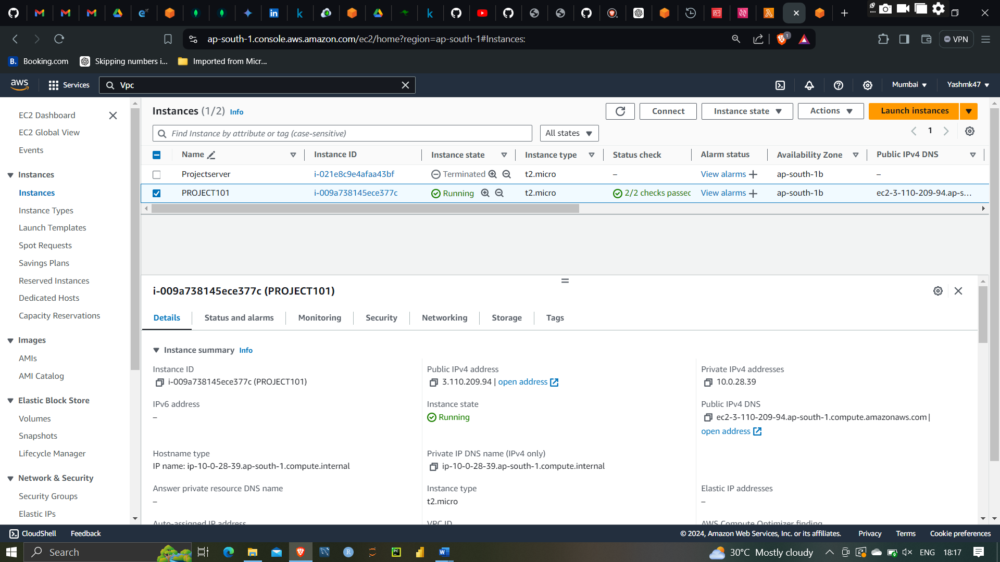 ap-south-1.console.aws.amazon.com/ec2/home?region=ap-south-1#Instances:
1
VPN
B. Booking.com
Skipping numbers i...
Imported from Micr...
aws
Services
Vpc
Mumbai
Yashmk47
EC2 Dashboard
EC2 Global View
Events
Instances
Instances
Instance Types
Launch Templates
Spot Requests
Savings Plans
Reserved Instances
Dedicated Hosts
Capacity Reservations
Images
AMIs
AMI Catalog
Elastic Block Store
Volumes
Snapshots
Lifecycle Manager
Network & Security
Security Groups
Elastic IPs
Instances (1/2) Info
Connect
Instance state
Actions
Launch instances
Find Instance by attribute or tag (case-sensitive)
All states
1
Name Instance ID Instance state Instance type Status check Alarm status Availability Zone Public IPv4 DNS
Projectserver i-021e8c9e4afaa43bf Terminated t2.micro – View alarms + ap-south-1b –
PROJECT101 i-009a738145ece377c Running t2.micro 2/2 checks passed View alarms + ap-south-1b ec2-3-110-209-94.ap-s...
i-009a738145ece377c (PROJECT101)
Details Status and alarms Monitoring Security Networking Storage Tags
Instance summary Info
Instance ID
i-009a738145ece377c (PROJECT101)
Public IPv4 address
3.110.209.94 | open address
Private IPv4 addresses
10.0.28.39
IPv6 address
–
Instance state
Running
Public IPv4 DNS
ec2-3-110-209-94.ap-south-1.compute.amazonaws.com |
open address
Hostname type
IP name: ip-10-0-28-39.ap-south-1.compute.internal
Private IP DNS name (IPv4 only)
ip-10-0-28-39.ap-south-1.compute.internal
Answer private resource DNS name
–
Instance type
t2.micro
Elastic IP addresses
–
Auto-assigned IP address
VPC ID
AWS Compute Optimizer finding
CloudShell
Feedback
© 2024, Amazon Web Services, Inc. or its affiliates.
Privacy
Terms
Cookie preferences
Search
30°C Mostly cloudy
ENG
18:17